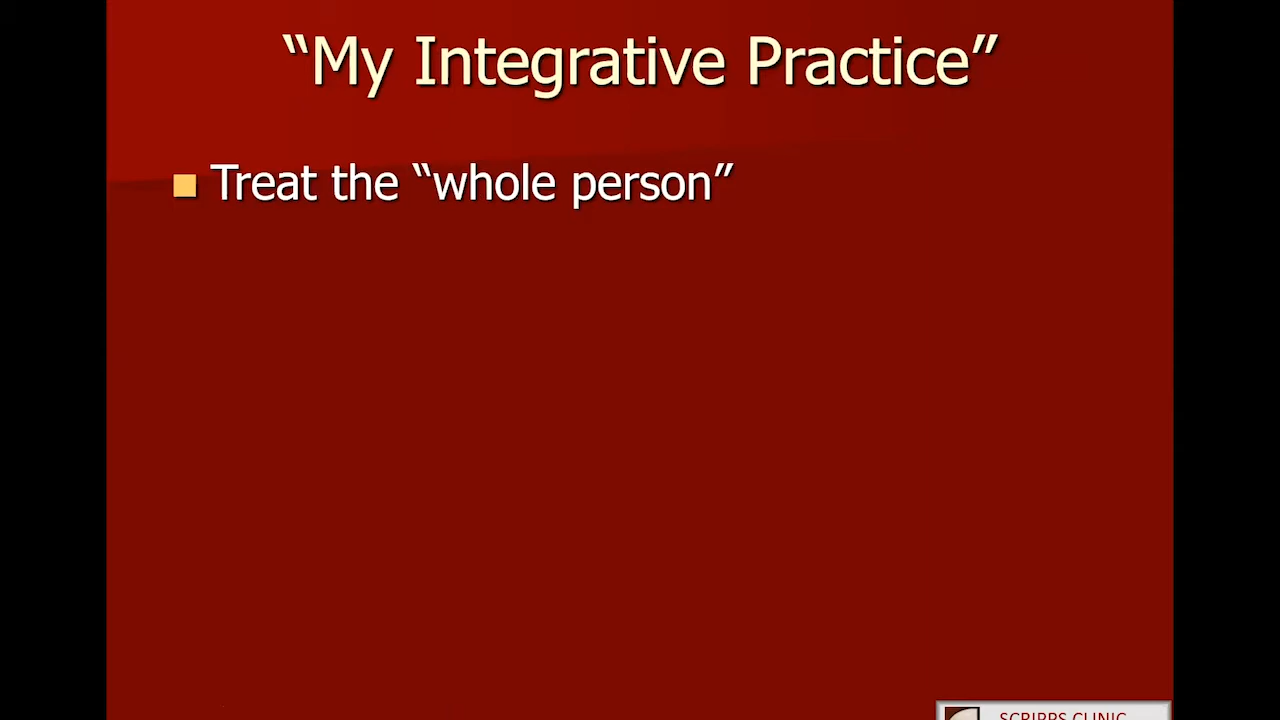 “My Integrative Practice”
Treat the “whole person”
SCRIPPS CLINIC